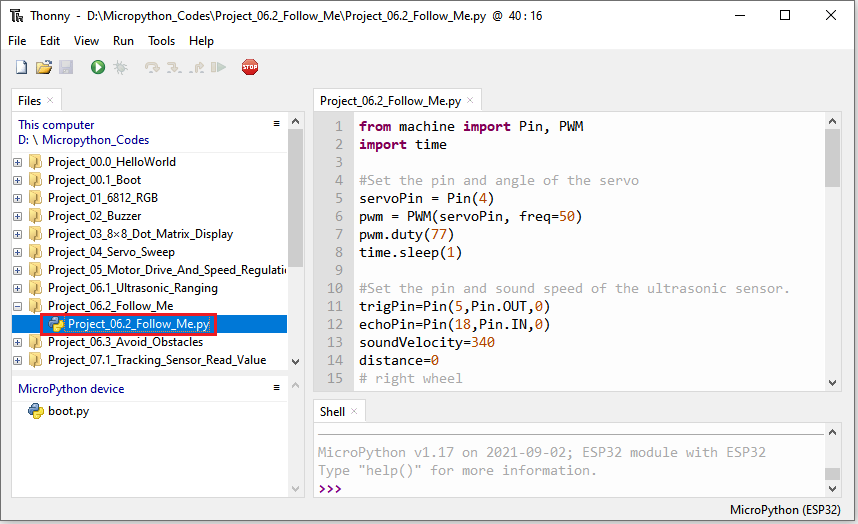 Thonny - D:\Micropython_Codes\Project_06.2_Follow_Me\Project_06.2_Follow_Me.py @ 40 : 16
File Edit View Run Tools Help
STOP
Files
This computer
D: \ Micropython_Codes
Project_00.0_HelloWorld
Project_00.1_Boot
Project_01_6812_RGB
Project_02_Buzzer
Project_03_8×8_Dot_Matrix_Display
Project_04_Servo_Sweep
Project_05_Motor_Drive_And_Speed_Regulatio
Project_06.1_Ultrasonic_Ranging
Project_06.2_Follow_Me
Project_06.2_Follow_Me.py
Project_06.3_Avoid_Obstacles
Project_07.1_Tracking_Sensor_Read_Value
MicroPython device
boot.py
Project_06.2_Follow_Me.py
1 from machine import Pin, PWM
2 import time
3
4 #Set the pin and angle of the servo
5 servoPin = Pin(4)
6 pwm = PWM(servoPin, freq=50)
7 pwm.duty(77)
8 time.sleep(1)
9
10 #Set the pin and sound speed of the ultrasonic sensor.
11 trigPin=Pin(5,Pin.OUT,0)
12 echoPin=Pin(18,Pin.IN,0)
13 soundVelocity=340
14 distance=0
15 # right wheel
Shell
MicroPython v1.17 on 2021-09-02; ESP32 module with ESP32
Type "help()" for more information.
>>>
MicroPython (ESP32)